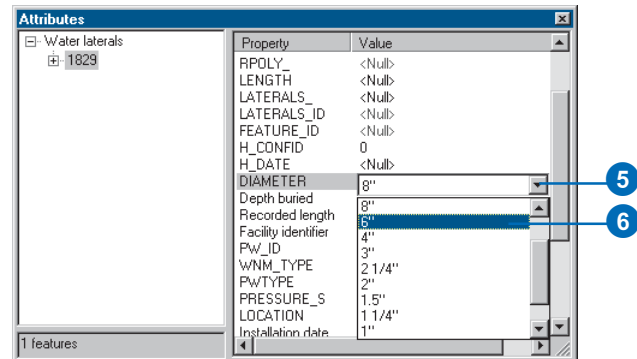 Attributes
Water laterals
1829
Property Value
RPOLY_ <Null>
LENGTH <Null>
LATERALS_ <Null>
LATERALS_ID <Null>
FEATURE_ID <Null>
H_CONFID 0
H_DATE <Null>
DIAMETER 8"
Depth buried
Recorded length
Facility identifier
PW_ID
WNM_TYPE
PWTYPE
PRESSURE_S
LOCATION
Installation date
8"
6"
4"
3"
2 1/4"
2"
1.5"
1 1/4"
1"
5
6
1 features